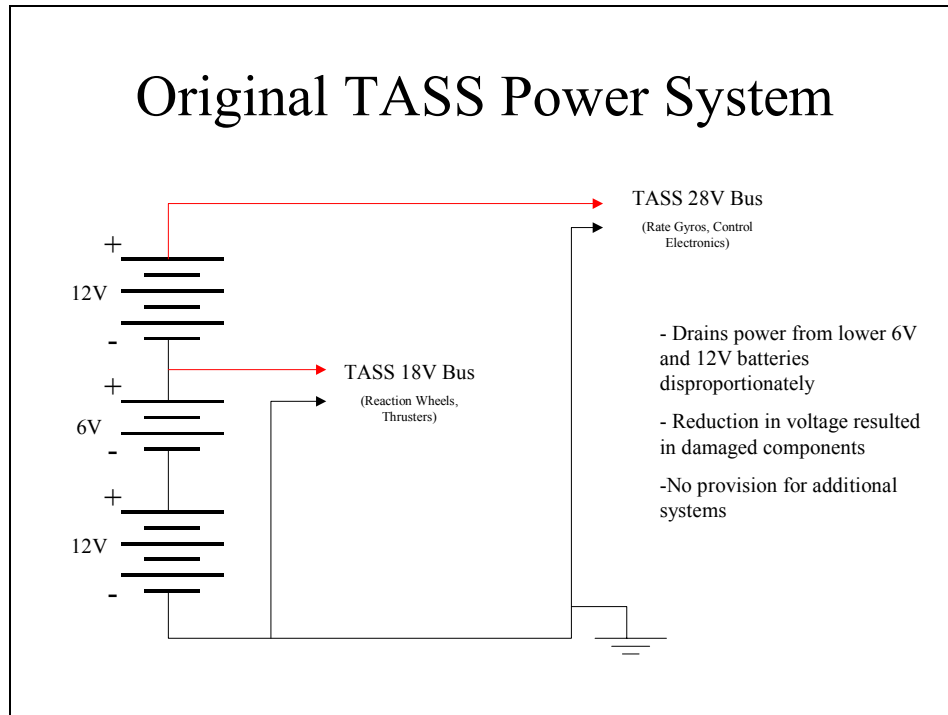 Original TASS Power System
TASS 28V Bus
(Rate Gyros, Control
Electronics)
+
12V
-
TASS 18V Bus
(Reaction Wheels,
Thrusters)
+
6V
-
+
12V
-
- Drains power from lower 6V
and 12V batteries
disproportionately
- Reduction in voltage resulted
in damaged components
-No provision for additional
systems